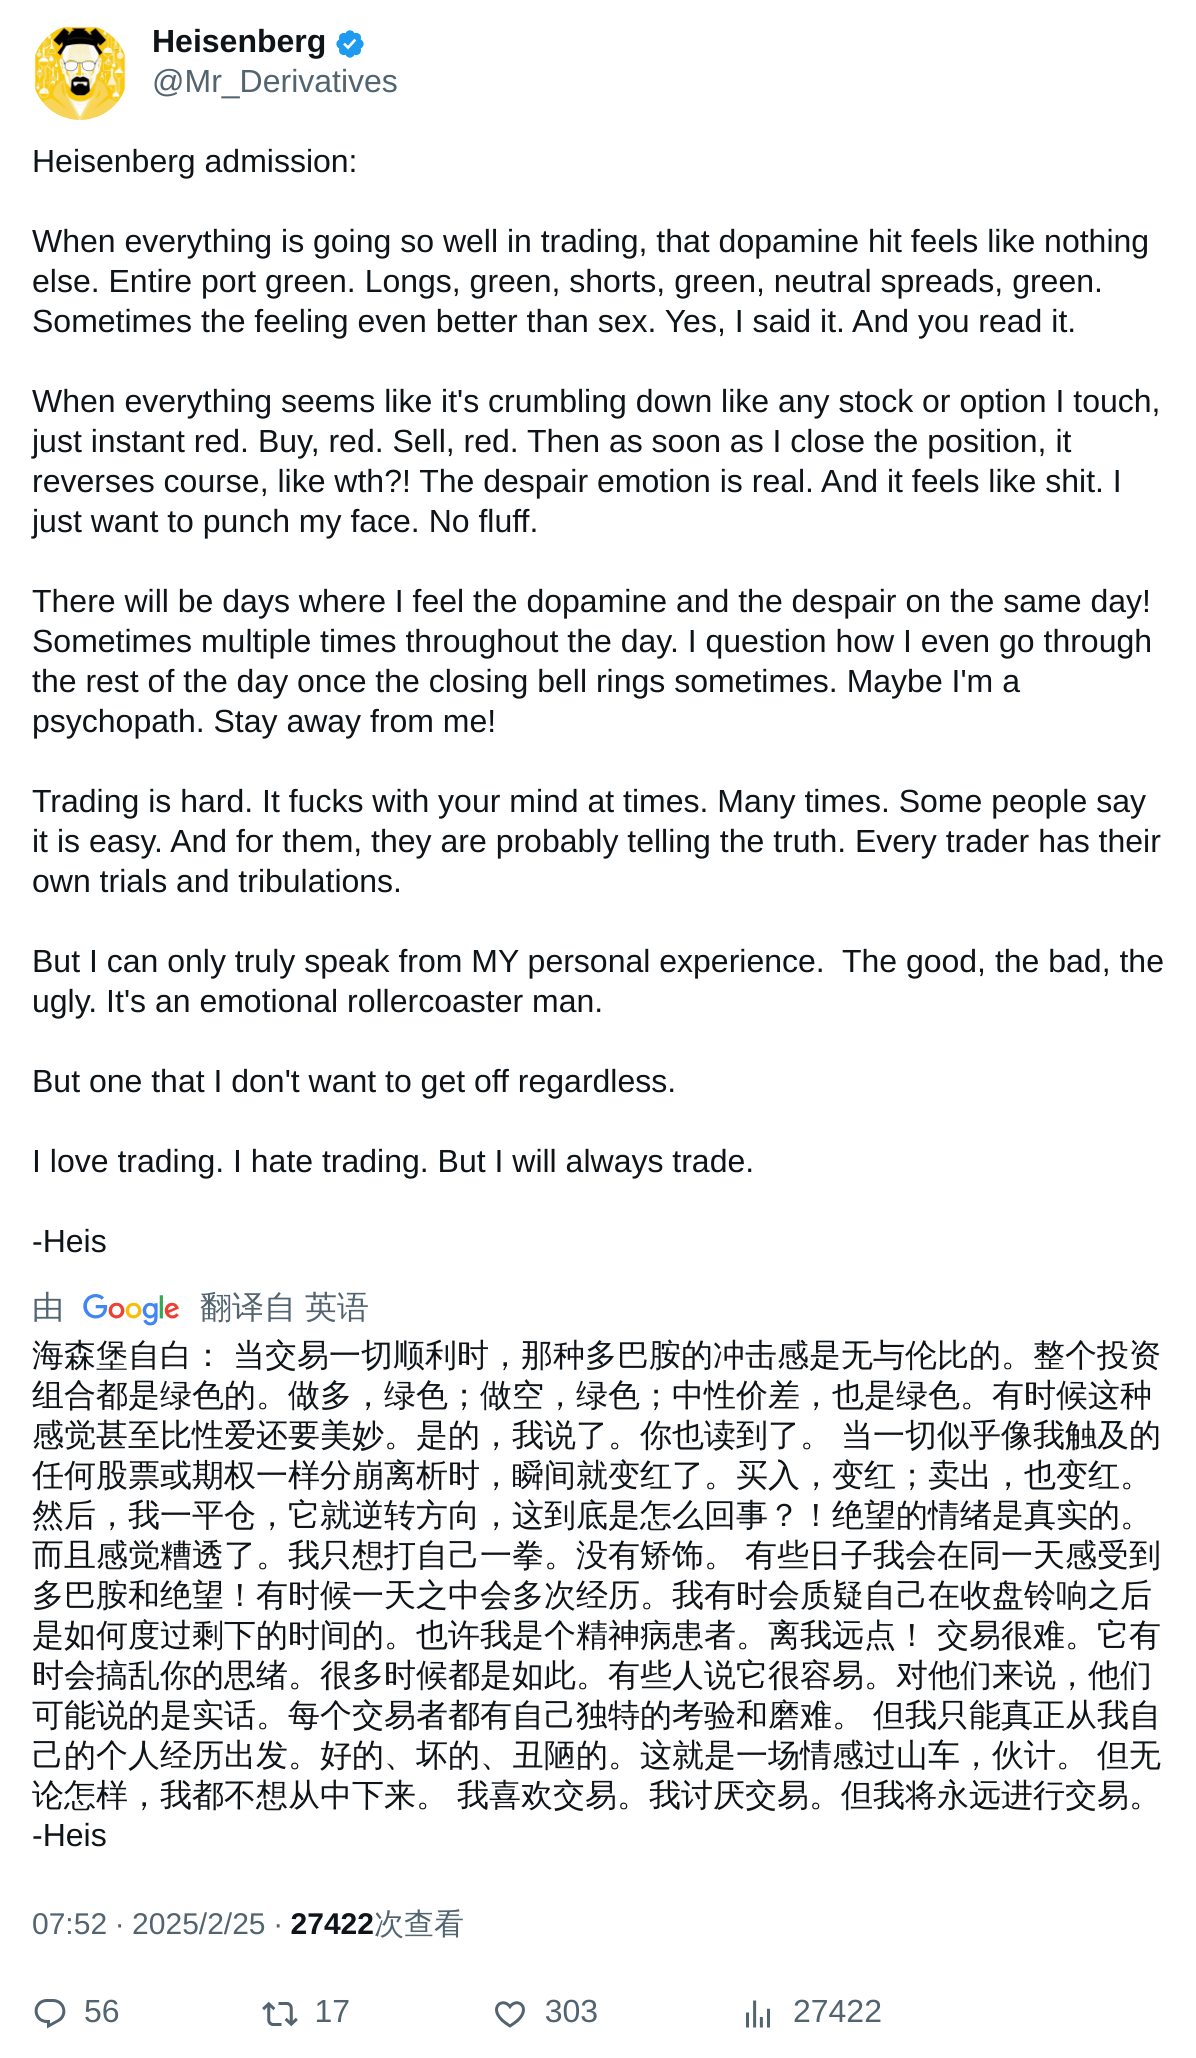 Heisenberg
@Mr_Derivatives
Heisenberg admission:
When everything is going so well in trading, that dopamine hit feels like nothing
else. Entire port green. Longs, green, shorts, green, neutral spreads, green.
Sometimes the feeling even better than sex. Yes, I said it. And you read it.
When everything seems like it's crumbling down like any stock or option I touch,
just instant red. Buy, red. Sell, red. Then as soon as I close the position, it
reverses course, like wth?! The despair emotion is real. And it feels like shit. I
just want to punch my face. No fluff.
There will be days where I feel the dopamine and the despair on the same day!
Sometimes multiple times throughout the day. I question how I even go through
the rest of the day once the closing bell rings sometimes. Maybe I'm a
psychopath. Stay away from me!
Trading is hard. It fucks with your mind at times. Many times. Some people say
it is easy. And for them, they are probably telling the truth. Every trader has their
own trials and tribulations.
But I can only truly speak from MY personal experience.  The good, the bad, the
ugly. It's an emotional rollercoaster man.
But one that I don't want to get off regardless.
I love trading. I hate trading. But I will always trade.
-Heis
由 Google 翻译自 英语
海森堡自白： 当交易一切顺利时，那种多巴胺的冲击感是无与伦比的。整个投资
组合都是绿色的。做多，绿色；做空，绿色；中性价差，也是绿色。有时候这种
感觉甚至比性爱还要美妙。是的，我说了。你也读到了。 当一切似乎像我触及的
任何股票或期权一样分崩离析时，瞬间就变红了。买入，变红；卖出，也变红。
然后，我一平仓，它就逆转方向，这到底是怎么回事？！绝望的情绪是真实的。
而且感觉糟透了。我只想打自己一拳。没有矫饰。 有些日子我会在同一天感受到
多巴胺和绝望！有时候一天之中会多次经历。我有时会质疑自己在收盘铃响之后
是如何度过剩下的时间的。也许我是个精神病患者。离我远点！ 交易很难。它有
时会搞乱你的思绪。很多时候都是如此。有些人说它很容易。对他们来说，他们
可能说的是实话。每个交易者都有自己独特的考验和磨难。 但我只能真正从我自
己的个人经历出发。好的、坏的、丑陋的。这就是一场情感过山车，伙计。 但无
论怎样，我都不想从中下来。 我喜欢交易。我讨厌交易。但我将永远进行交易。
-Heis
07:52 · 2025/2/25 · 27422次查看
56 17 303 27422